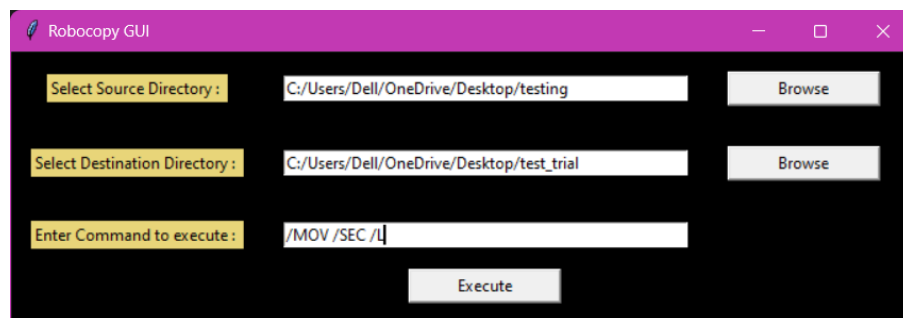 Robocopy GUI
Select Source Directory : C:/Users/Dell/OneDrive/Desktop/testing Browse
Select Destination Directory : C:/Users/Dell/OneDrive/Desktop/test_trial Browse
Enter Command to execute : /MOV /SEC /L
Execute